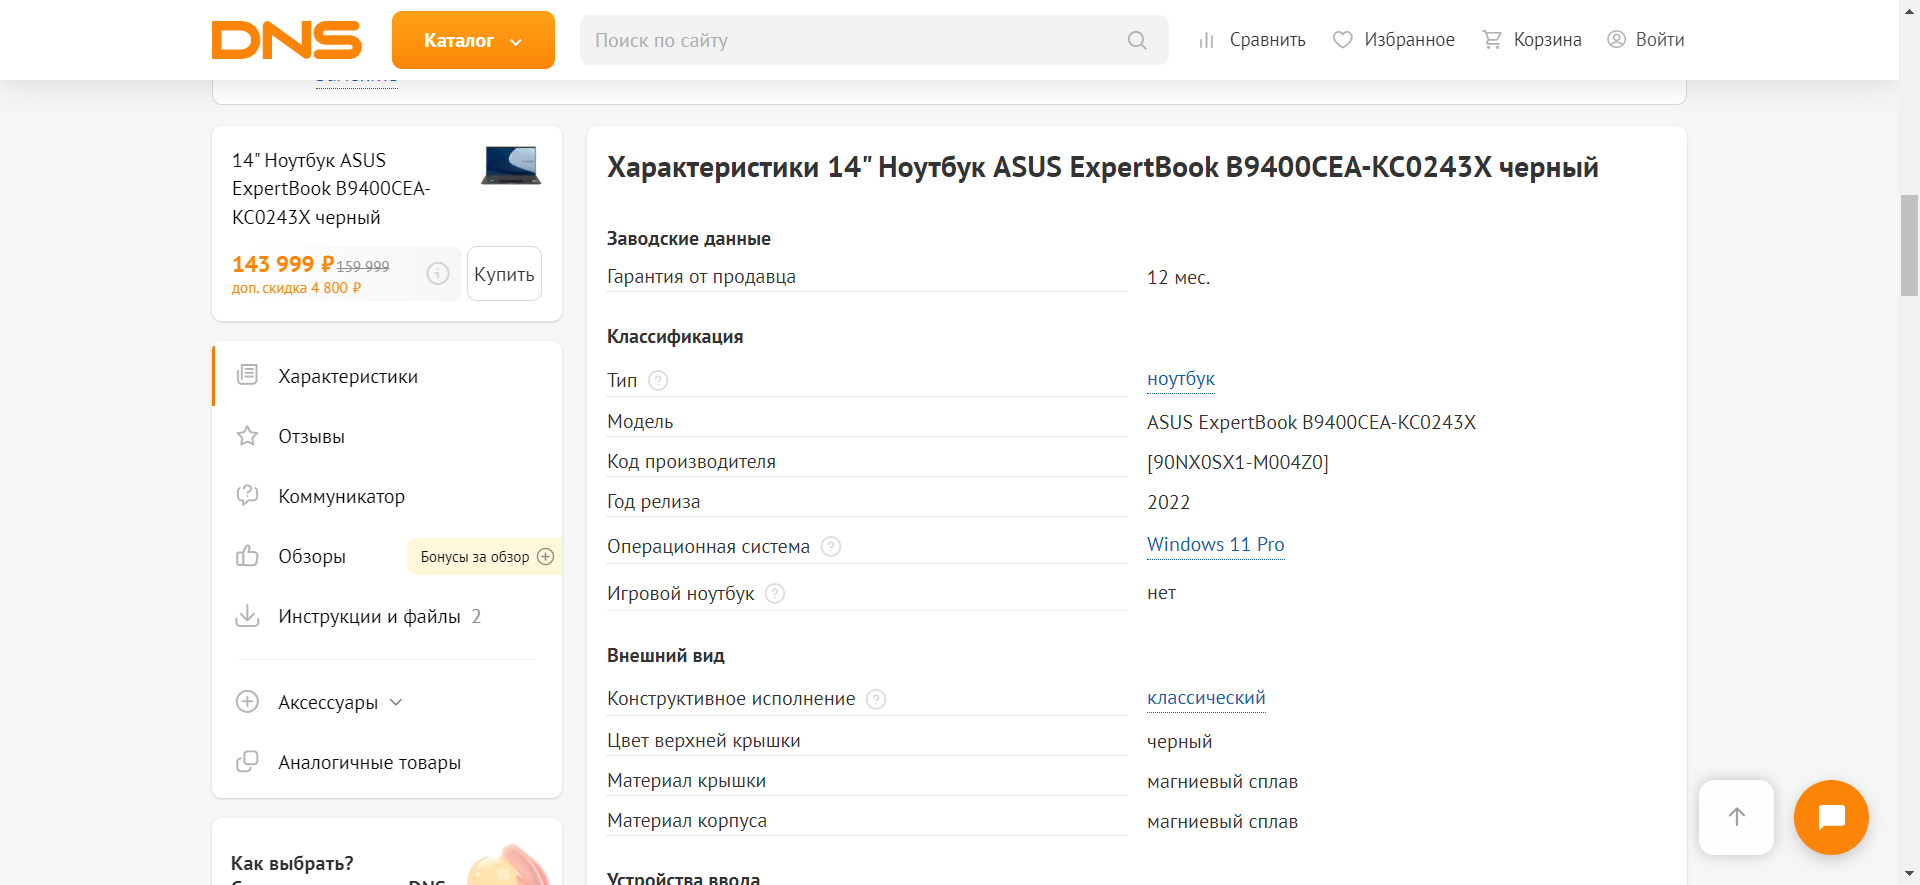 DNS
Каталог
Поиск по сайту
Сравнить
Избранное
Корзина
Войти
14" Ноутбук ASUS
ExpertBook B9400CEA-
KC0243X черный
143 999 ₽ 159 999
доп. скидка 4 800 ₽
Купить
Характеристики
Отзывы
Коммуникатор
Обзоры
Бонусы за обзор
Инструкции и файлы 2
Аксессуары
Аналогичные товары
Как выбрать?
DNS
Характеристики 14" Ноутбук ASUS ExpertBook B9400CEA-KC0243X черный
Заводские данные
Гарантия от продавца 12 мес.
Классификация
Тип ? ноутбук
Модель ASUS ExpertBook B9400CEA-KC0243X
Код производителя [90NX0SX1-M004Z0]
Год релиза 2022
Операционная система ? Windows 11 Pro
Игровой ноутбук ? нет
Внешний вид
Конструктивное исполнение ? классический
Цвет верхней крышки черный
Материал крышки магниевый сплав
Материал корпуса магниевый сплав
Устройства ввода